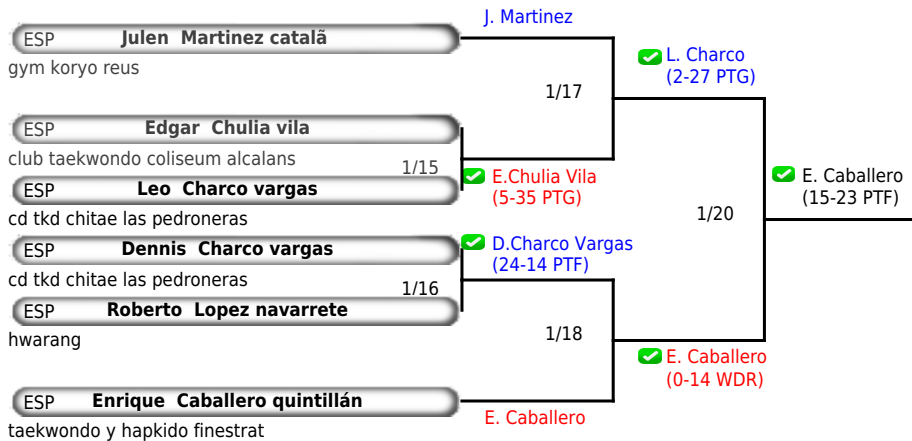 J. Martinez
ESP Julen Martinez catalã
gym koryo reus
L. Charco
(2-27 PTG)
1/17
ESP Edgar Chulia vila
club taekwondo coliseum alcalans
1/15
E.Chulia Vila
(5-35 PTG)
ESP Leo Charco vargas
cd tkd chitae las pedroneras
E. Caballero
(15-23 PTF)
1/20
ESP Dennis Charco vargas
cd tkd chitae las pedroneras
D.Charco Vargas
(24-14 PTF)
1/16
ESP Roberto Lopez navarrete
hwarang
1/18
E. Caballero
(0-14 WDR)
ESP Enrique Caballero quintillán
taekwondo y hapkido finestrat
E. Caballero